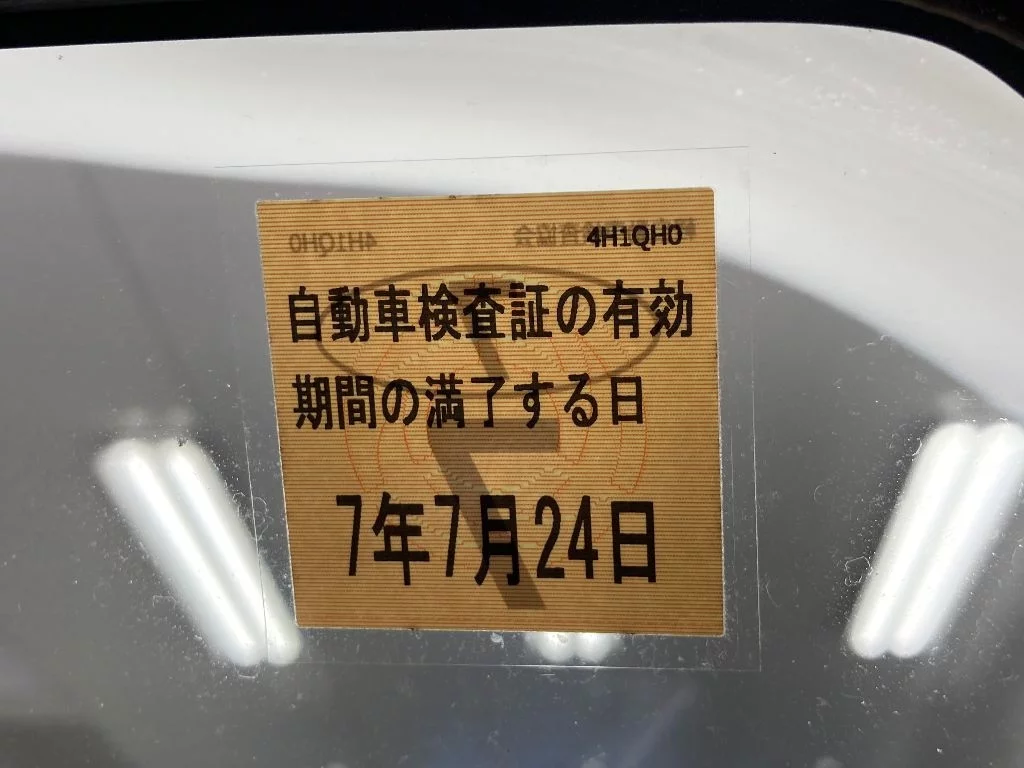 4H1QH0
自動車検査証の有効
期間の満了する日
7年7月24日